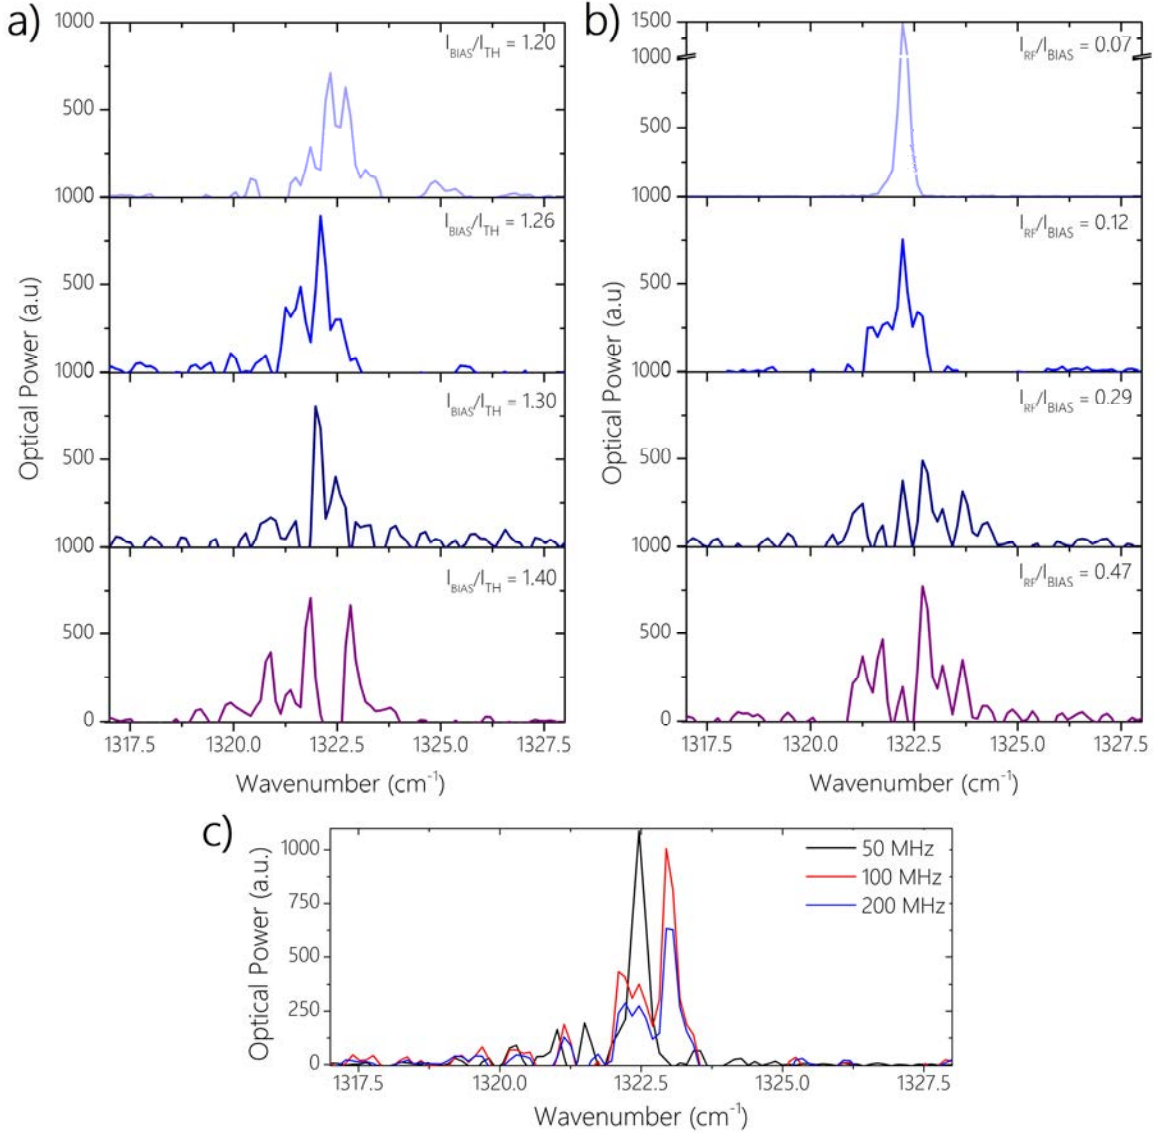 a)
I_BIAS/I_TH = 1.20
1000
500
1000
I_BIAS/I_TH = 1.26
500
1000
I_BIAS/I_TH = 1.30
500
1000
I_BIAS/I_TH = 1.40
500
0
1317.5 1320.0 1322.5 1325.0 1327.5
Wavenumber (cm⁻¹)
Optical Power (a.u)
b)
I_RF/I_BIAS = 0.07
1500
1000
500
1000
I_RF/I_BIAS = 0.12
500
1000
I_RF/I_BIAS = 0.29
500
1000
I_RF/I_BIAS = 0.47
500
0
1317.5 1320.0 1322.5 1325.0 1327.5
Wavenumber (cm⁻¹)
Optical Power (a.u)
c)
50 MHz
100 MHz
200 MHz
1000
750
500
250
0
1317.5 1320.0 1322.5 1325.0 1327.5
Wavenumber (cm⁻¹)
Optical Power (a.u.)